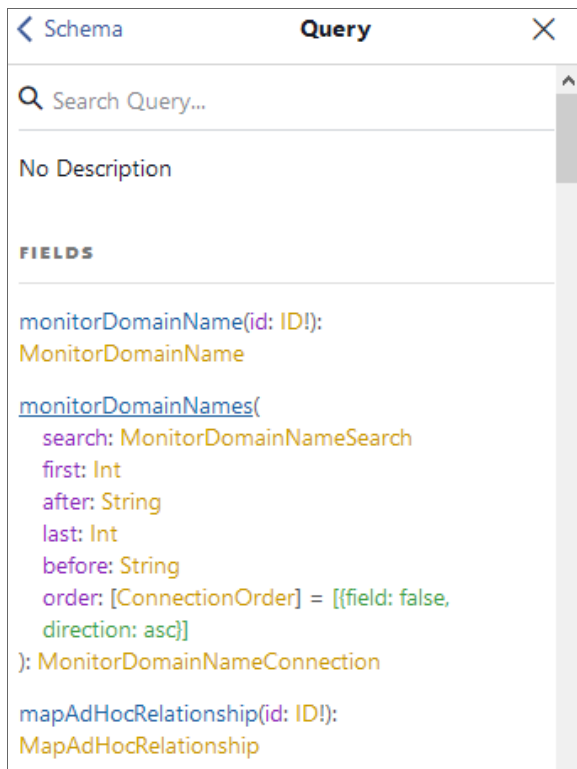 Schema
Query
Search Query...
No Description
FIELDS
monitorDomainName(id: ID!):
MonitorDomainName
monitorDomainNames(
search: MonitorDomainNameSearch
first: Int
after: String
last: Int
before: String
order: [ConnectionOrder] = [{field: false,
direction: asc}]
): MonitorDomainNameConnection
mapAdHocRelationship(id: ID!):
MapAdHocRelationship